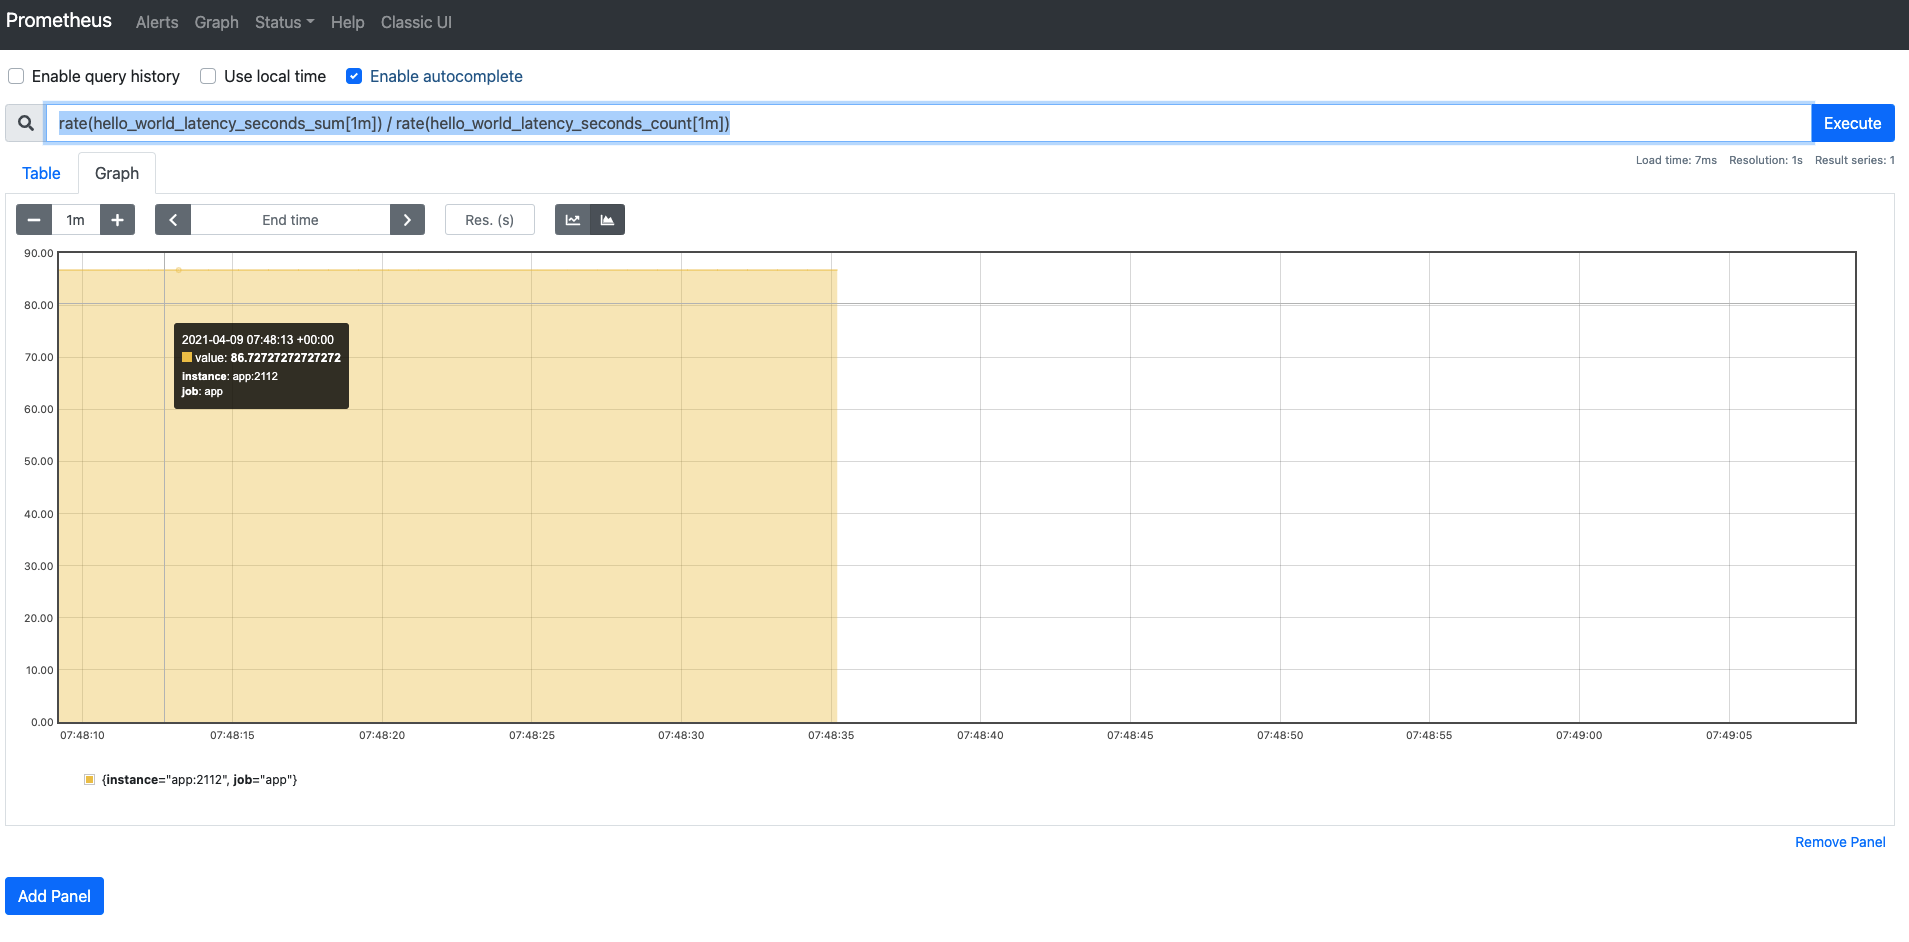 Prometheus Alerts Graph Status Help Classic UI
Enable query history Use local time Enable autocomplete
rate(hello_world_latency_seconds_sum[1m]) / rate(hello_world_latency_seconds_count[1m]) Execute
Load time: 7ms Resolution: 1s Result series: 1
Table Graph
1m End time Res. (s)
90.00
80.00
70.00
60.00
50.00
40.00
30.00
20.00
10.00
0.00
2021-04-09 07:48:13 +00:00
value: 86.72727272727272
instance: app:2112
job: app
07:48:10 07:48:15 07:48:20 07:48:25 07:48:30 07:48:35 07:48:40 07:48:45 07:48:50 07:48:55 07:49:00 07:49:05
{instance="app:2112", job="app"}
Remove Panel
Add Panel